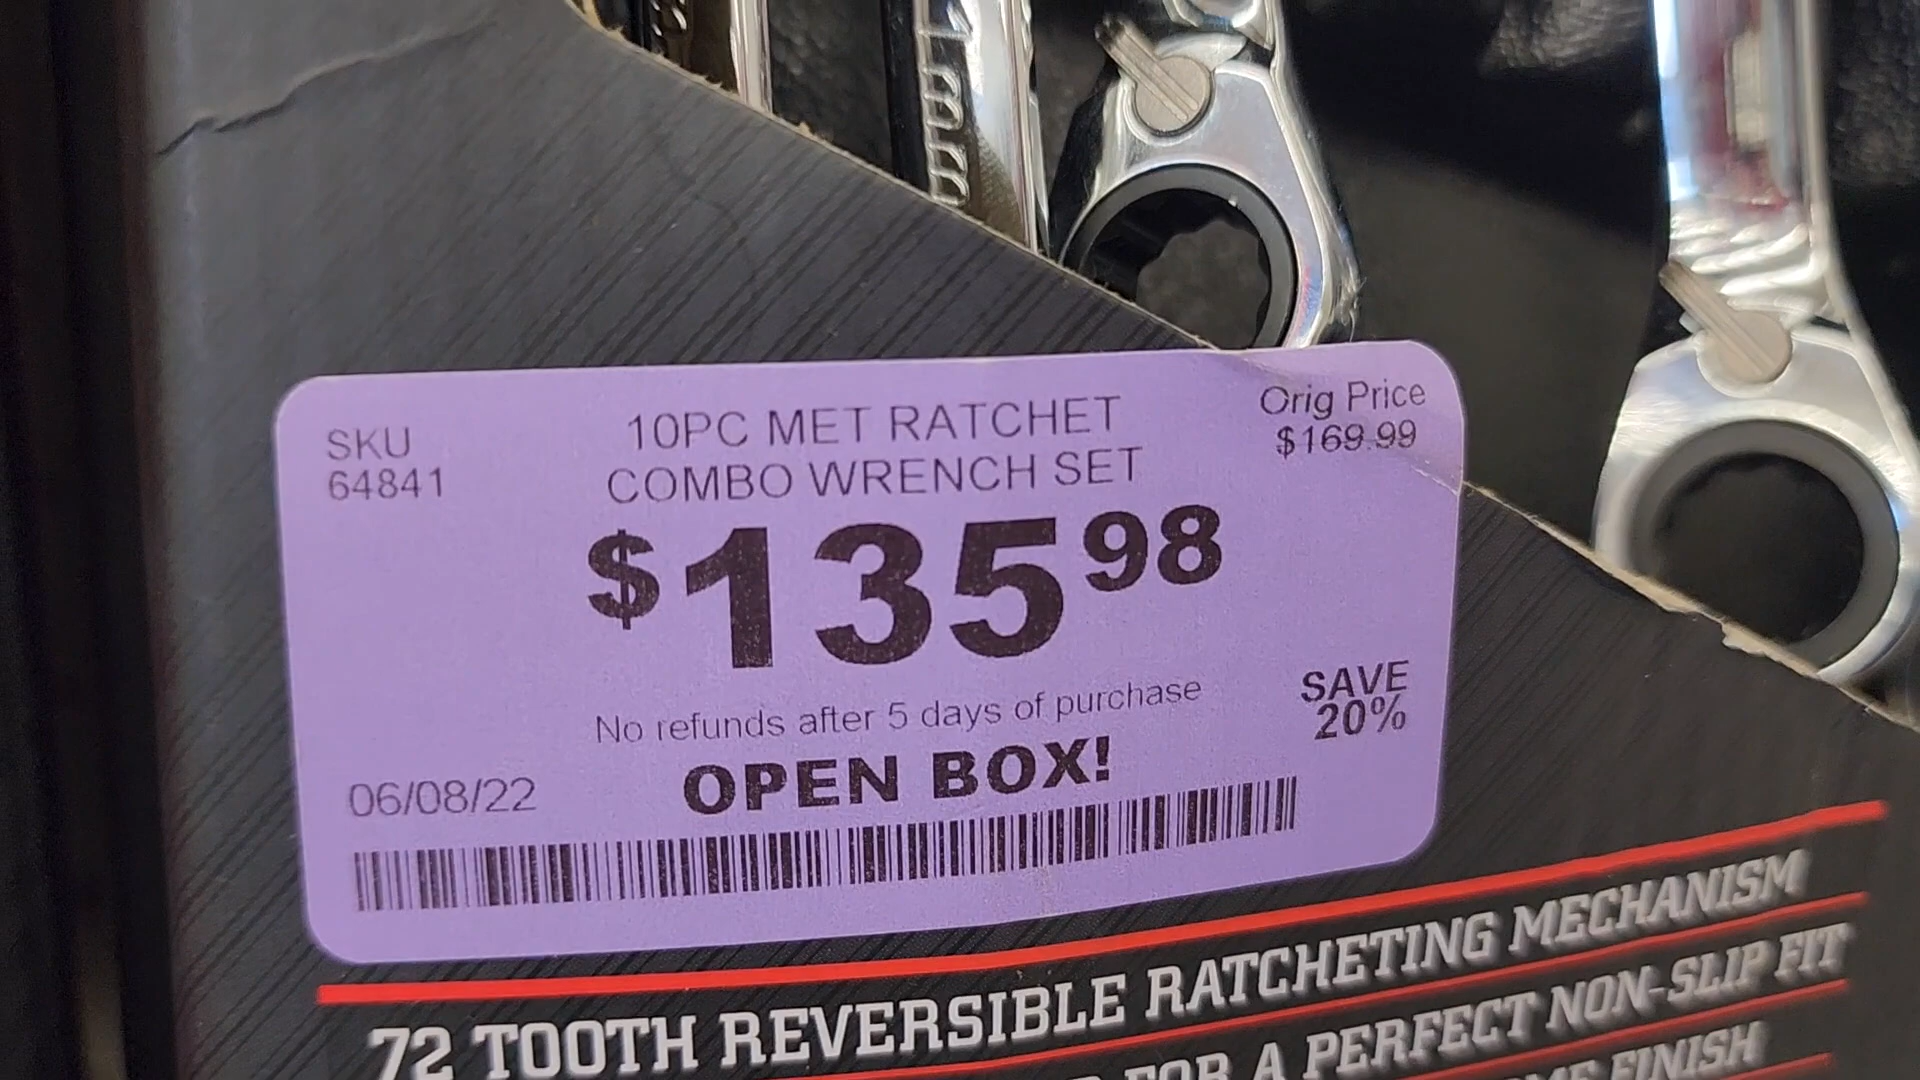 SKU
64841
10PC MET RATCHET
COMBO WRENCH SET
Orig Price
$169.99
$135 98
No refunds after 5 days of purchase
SAVE
20%
06/08/22
OPEN BOX!
72 TOOTH REVERSIBLE RATCHETING MECHANISM
FOR A PERFECT NON-SLIP FIT
FINISH